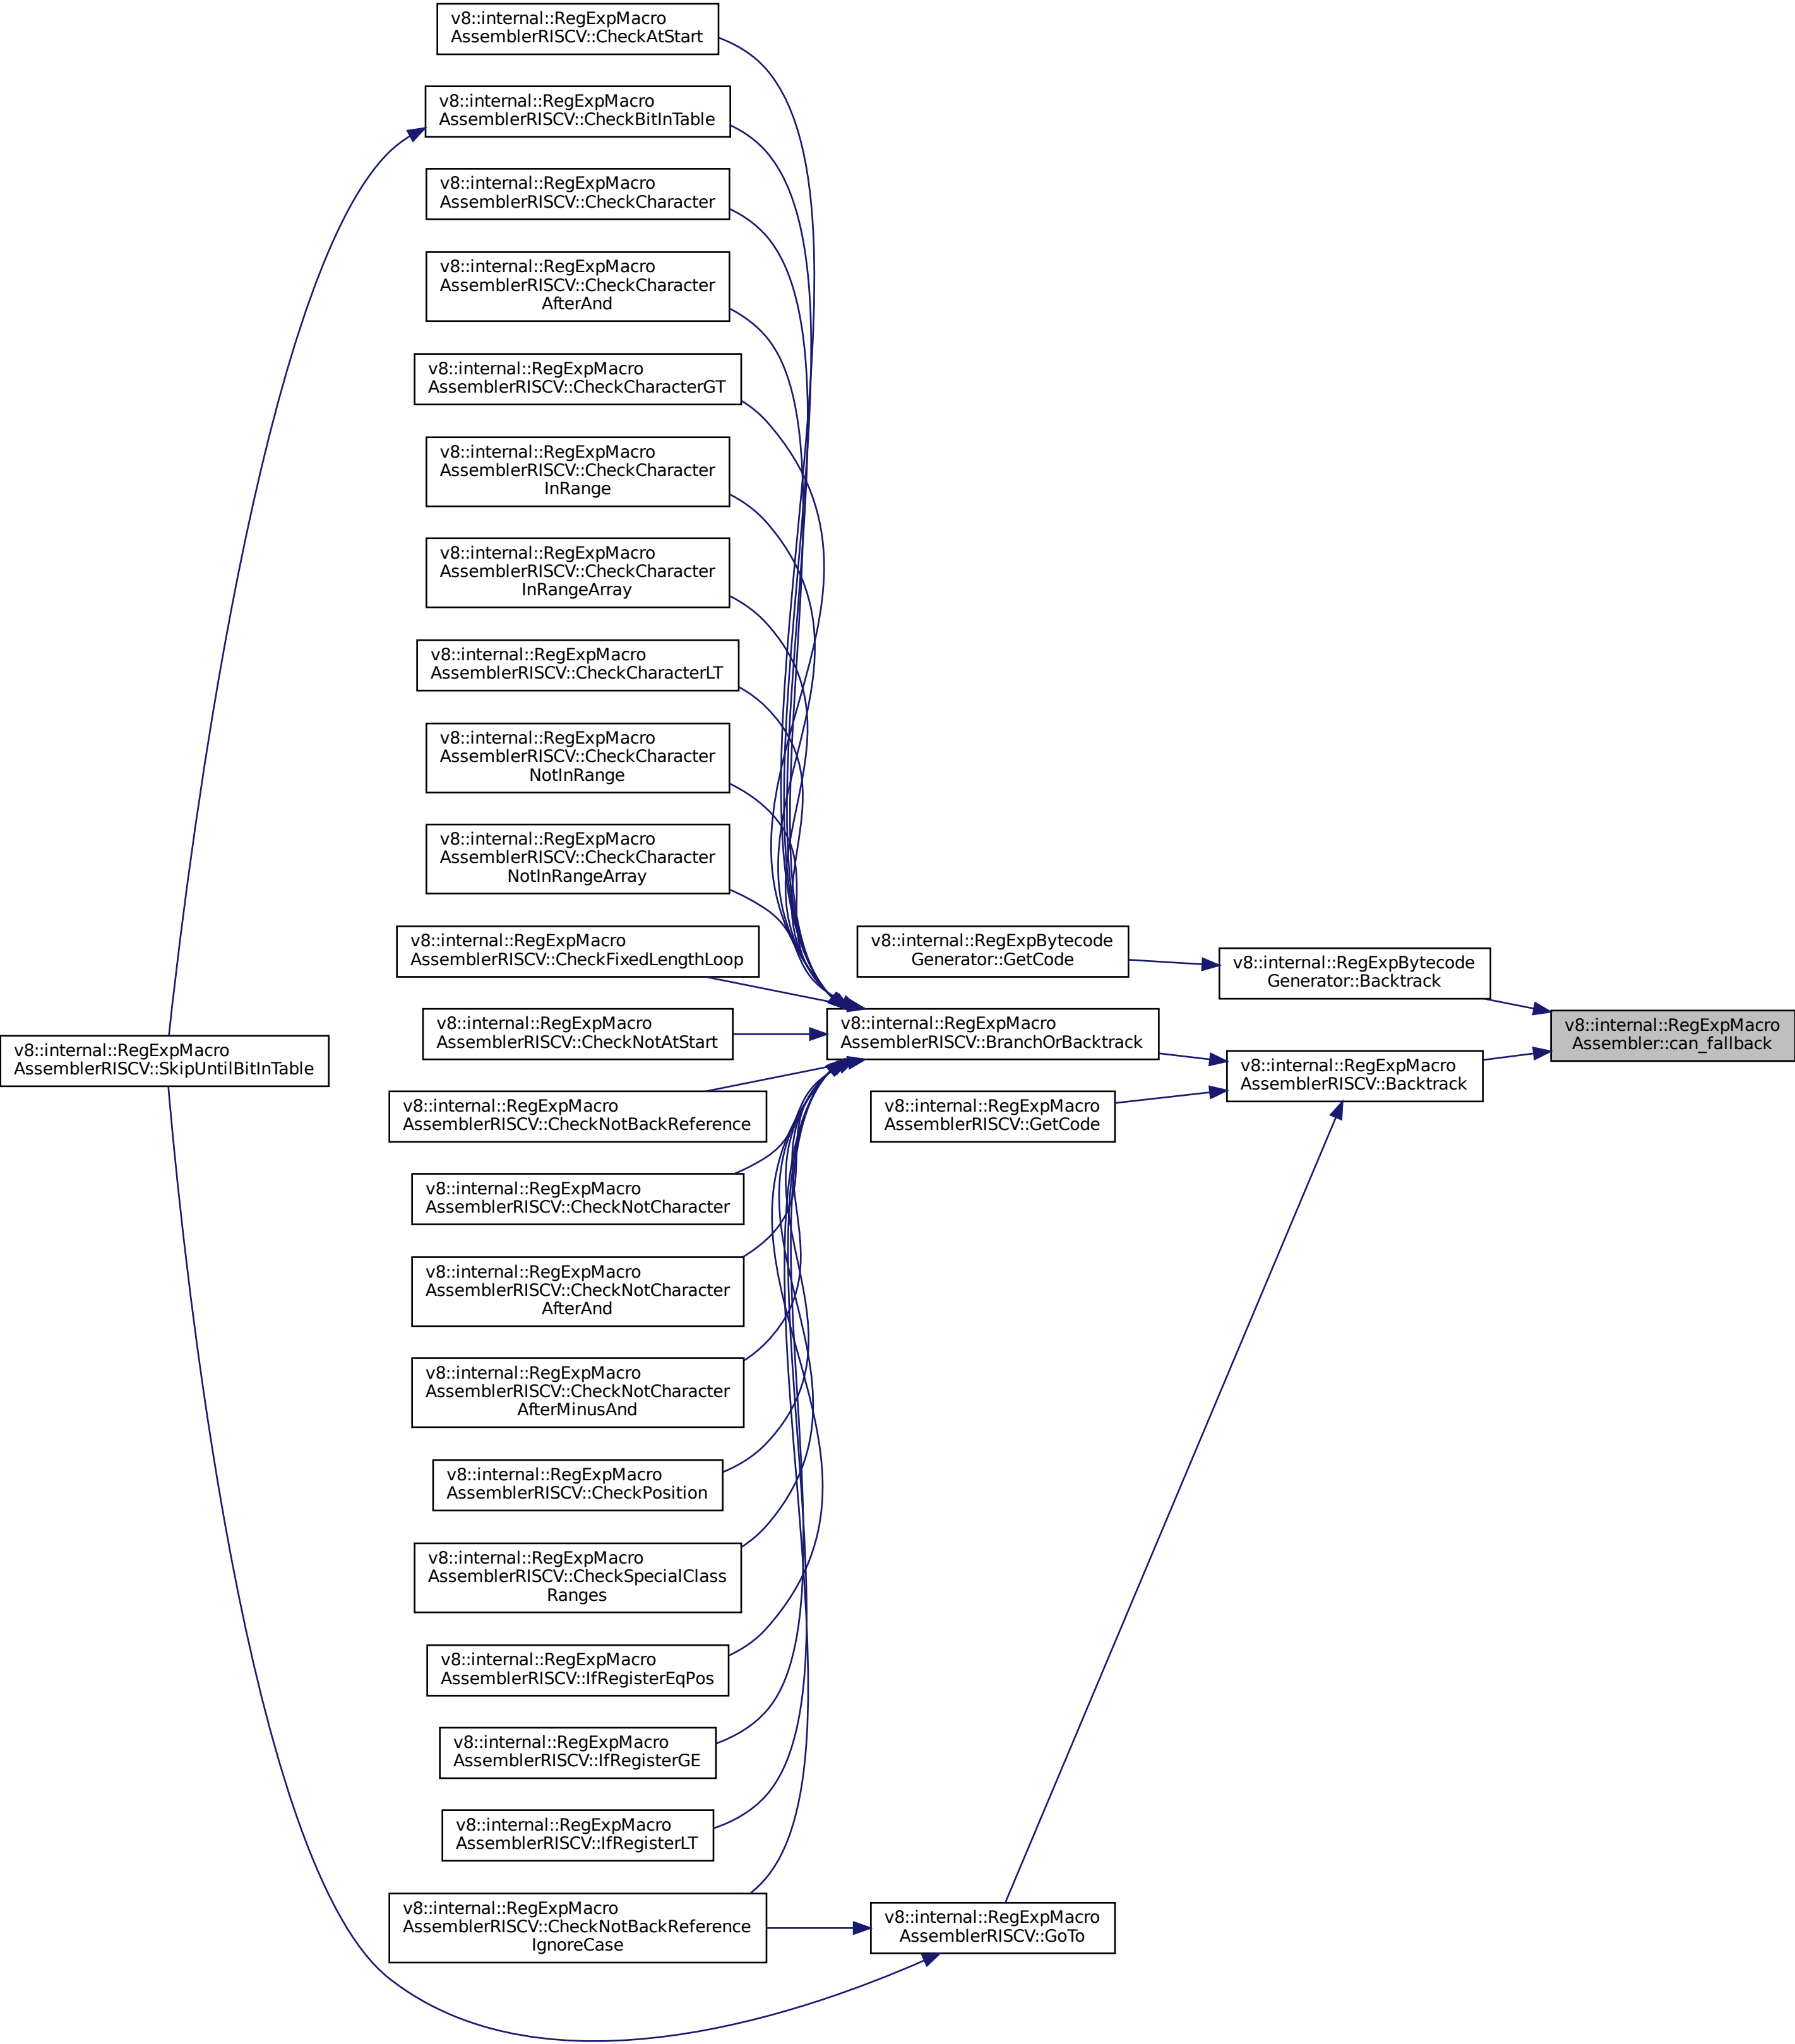 v8::internal::RegExpMacro
AssemblerRISCV::CheckAtStart
v8::internal::RegExpMacro
AssemblerRISCV::CheckBitInTable
v8::internal::RegExpMacro
AssemblerRISCV::CheckCharacter
v8::internal::RegExpMacro
AssemblerRISCV::CheckCharacter
AfterAnd
v8::internal::RegExpMacro
AssemblerRISCV::CheckCharacterGT
v8::internal::RegExpMacro
AssemblerRISCV::CheckCharacter
InRange
v8::internal::RegExpMacro
AssemblerRISCV::CheckCharacter
InRangeArray
v8::internal::RegExpMacro
AssemblerRISCV::CheckCharacterLT
v8::internal::RegExpMacro
AssemblerRISCV::CheckCharacter
NotInRange
v8::internal::RegExpMacro
AssemblerRISCV::CheckCharacter
NotInRangeArray
v8::internal::RegExpMacro
AssemblerRISCV::CheckFixedLengthLoop
v8::internal::RegExpBytecode
Generator::GetCode
v8::internal::RegExpBytecode
Generator::Backtrack
v8::internal::RegExpMacro
AssemblerRISCV::CheckNotAtStart
v8::internal::RegExpMacro
AssemblerRISCV::BranchOrBacktrack
v8::internal::RegExpMacro
Assembler::can_fallback
v8::internal::RegExpMacro
AssemblerRISCV::SkipUntilBitInTable
v8::internal::RegExpMacro
AssemblerRISCV::Backtrack
v8::internal::RegExpMacro
AssemblerRISCV::CheckNotBackReference
v8::internal::RegExpMacro
AssemblerRISCV::GetCode
v8::internal::RegExpMacro
AssemblerRISCV::CheckNotCharacter
v8::internal::RegExpMacro
AssemblerRISCV::CheckNotCharacter
AfterAnd
v8::internal::RegExpMacro
AssemblerRISCV::CheckNotCharacter
AfterMinusAnd
v8::internal::RegExpMacro
AssemblerRISCV::CheckPosition
v8::internal::RegExpMacro
AssemblerRISCV::CheckSpecialClass
Ranges
v8::internal::RegExpMacro
AssemblerRISCV::IfRegisterEqPos
v8::internal::RegExpMacro
AssemblerRISCV::IfRegisterGE
v8::internal::RegExpMacro
AssemblerRISCV::IfRegisterLT
v8::internal::RegExpMacro
AssemblerRISCV::CheckNotBackReference
IgnoreCase
v8::internal::RegExpMacro
AssemblerRISCV::GoTo